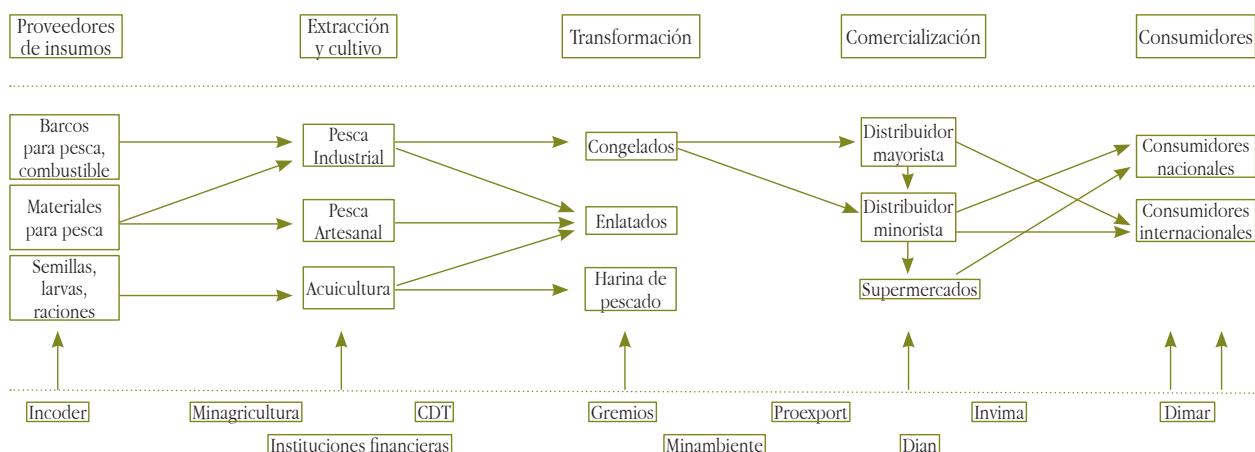 Proveedores
de insumos
Extracción
y cultivo
Transformación
Comercialización
Consumidores
Barcos
para pesca,
combustible
Materiales
para pesca
Semillas,
larvas,
raciones
Pesca
Industrial
Pesca
Artesanal
Acuicultura
Congelados
Enlatados
Harina de
pescado
Distribuidor
mayorista
Distribuidor
minorista
Supermercados
Consumidores
nacionales
Consumidores
internacionales
Incoder
Minagricultura
CDT
Gremios
Proexport
Invima
Dimar
Instituciones financieras
Minambiente
Dian